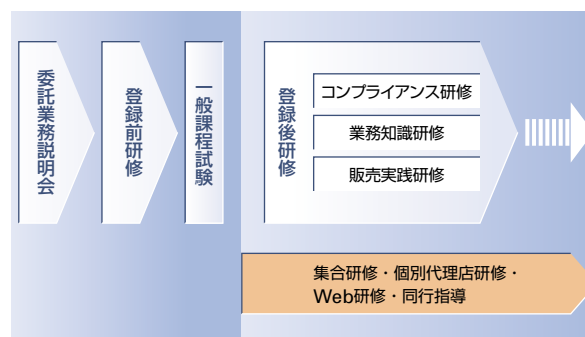 委託業務説明会
登録前研修
一般課程試験
登録後研修
コンプライアンス研修
業務知識研修
販売実践研修
集合研修・個別代理店研修・
Web研修・同行指導